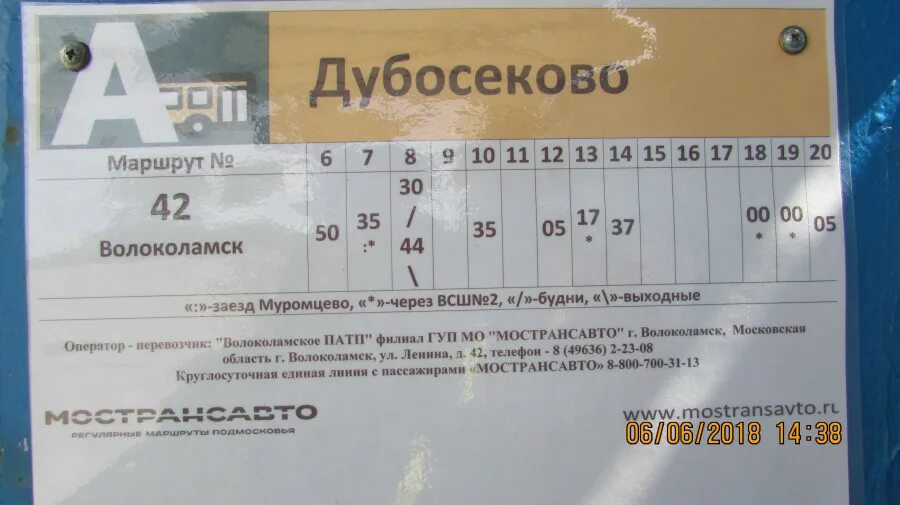 А
Дубосеково
Маршрут № 6 7 8 9 10 11 12 13 14 15 16 17 18 19 20
42
Волоколамск
50 35 :* 30 / 44 \ 35 05 17 * 37 00 * 00 * 05
«:»-заезд Муромцево, «*»-через ВСШ№2, «/»-будни, «\»-выходные
Оператор - перевозчик: "Волоколамское ПАТП" филиал ГУП МО "МОСТРАНСАВТО" г. Волоколамск, Московская
область г. Волоколамск, ул. Ленина, д. 42, телефон - 8 (49636) 2-23-08
Круглосуточная единая линия с пассажирами «МОСТРАНСАВТО» 8-800-700-31-13
МОСТРАНСАВТО
РЕГУЛЯРНЫЕ МАРШРУТЫ ПОДМОСКОВЬЯ
www.mostransavto.ru
06/06/2018 14:38